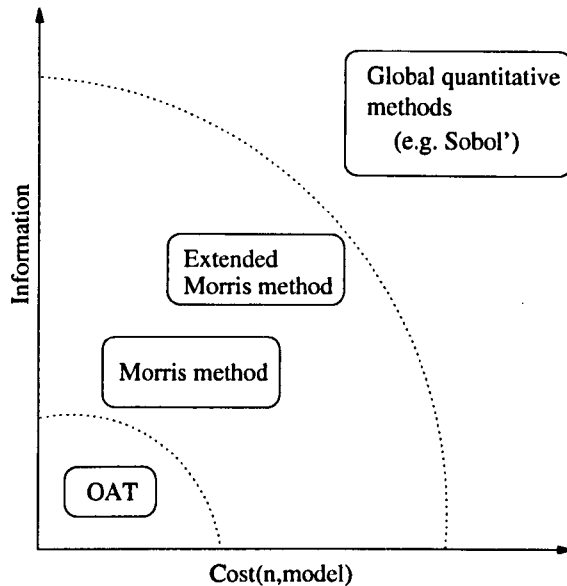 Global quantitative
methods
(e.g. Sobol')
Information
Extended
Morris method
Morris method
OAT
Cost(n,model)